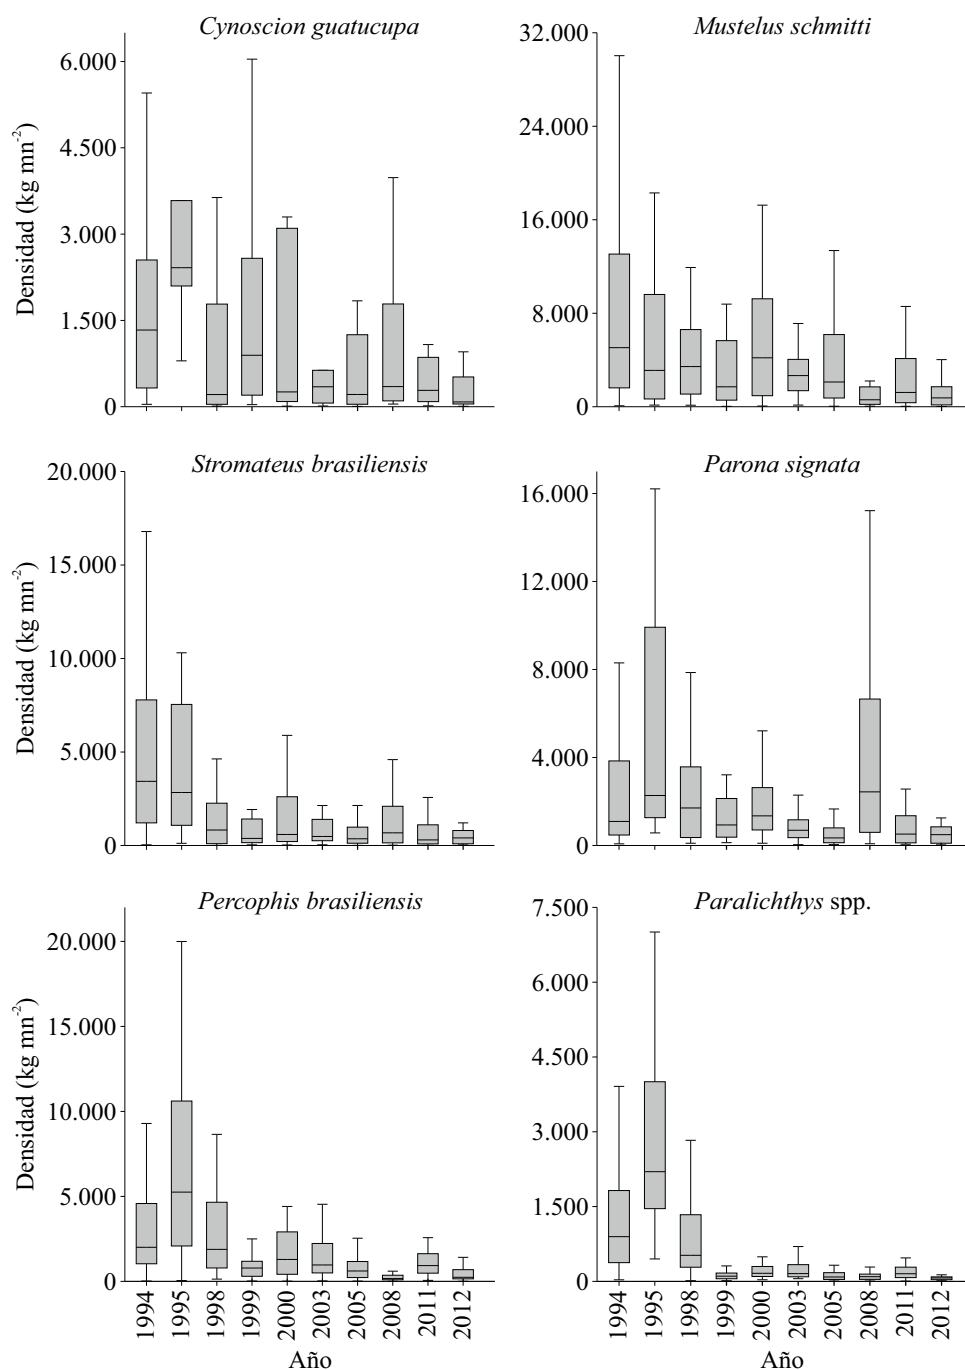 Cynoscion guatucupa
Densidad (kg mn-2)
6.000
4.500
3.000
1.500
0
Mustelus schmitti
32.000
24.000
16.000
8.000
0
Stromateus brasiliensis
Densidad (kg mn-2)
20.000
15.000
10.000
5.000
0
Parona signata
16.000
12.000
8.000
4.000
0
Percophis brasiliensis
Densidad (kg mn-2)
20.000
15.000
10.000
5.000
0
1994 1995 1998 1999 2000 2003 2005 2008 2011 2012
Año
Paralichthys spp.
7.500
6.000
4.500
3.000
1.500
0
1994 1995 1998 1999 2000 2003 2005 2008 2011 2012
Año